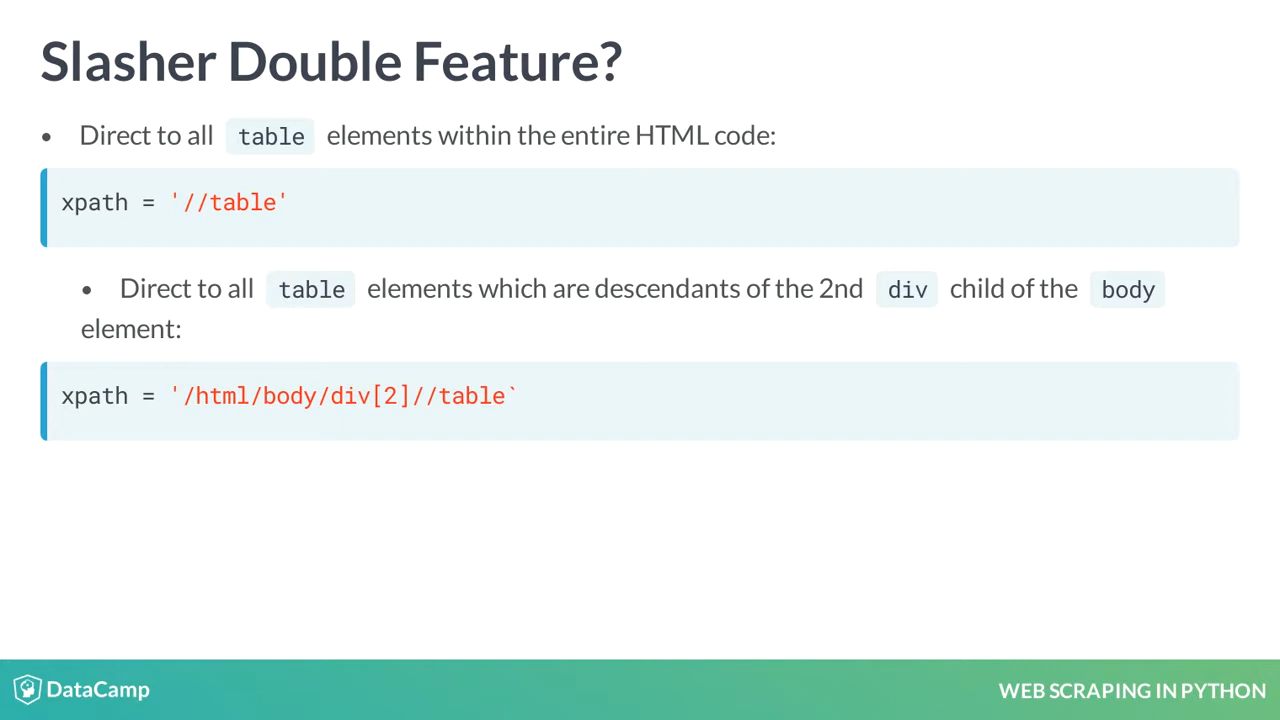 Slasher Double Feature?
• Direct to all table elements within the entire HTML code:
xpath = '//table'
• Direct to all table elements which are descendants of the 2nd div child of the body
element:
xpath = '/html/body/div[2]//table`
DataCamp
WEB SCRAPING IN PYTHON